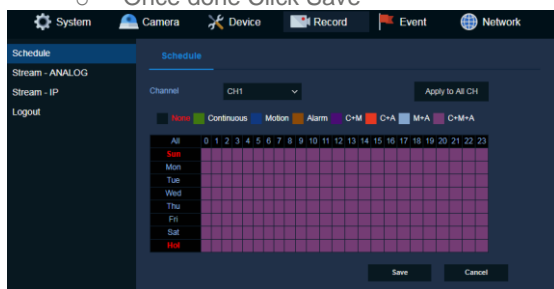 ○ Once done Click Save
System Camera Device Record Event Network
Schedule
Stream - ANALOG
Stream - IP
Logout
Schedule
Channel CH1 Apply to All CH
None Continuous Motion Alarm C+M C+A M+A C+M+A
All 0 1 2 3 4 5 6 7 8 9 10 11 12 13 14 15 16 17 18 19 20 21 22 23
Sun
Mon
Tue
Wed
Thu
Fri
Sat
Hol
Save Cancel